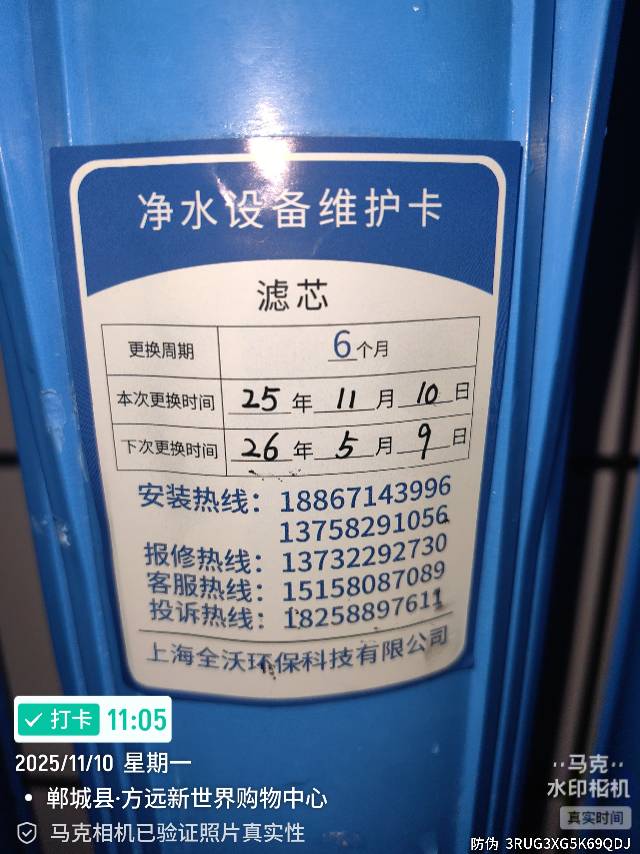 净水设备维护卡
滤芯
更换周期 6个月
本次更换时间 25年 11月 10日
下次更换时间 26年 5月 9日
安装热线：18867143996
13758291056
报修热线：13732292730
客服热线：15158087089
投诉热线：18258897611
上海全沃环保科技有限公司
打卡 11:05
2025/11/10 星期一
郸城县·方远新世界购物中心
马克相机已验证照片真实性
马克
水印相机
真实时间
防伪 3RUG3XG5K69QDJ